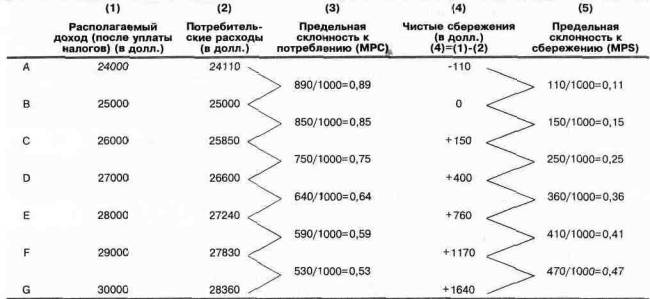 (1) (2) (3) (4) (5)
Располагаемый Потребитель- Предельная Чистые сбережения Предельная
доход (после уплаты ские расходы склонность к (в долл.) склонность к
налогов) (в долл.) (в долл.) потреблению (MPC) (4)=(1)-(2) сбережению (MPS)
A 24000 24110 -110
890/1000=0,89 110/1000=0,11
B 25000 25000 0
850/1000=0,85 150/1000=0,15
C 26000 25850 +150
750/1000=0,75 250/1000=0,25
D 27000 26600 +400
640/1000=0,64 360/1000=0,36
E 28000 27240 +760
590/1000=0,59 410/1000=0,41
F 29000 27830 +1170
530/1000=0,53 470/1000=0,47
G 30000 28360 +1640